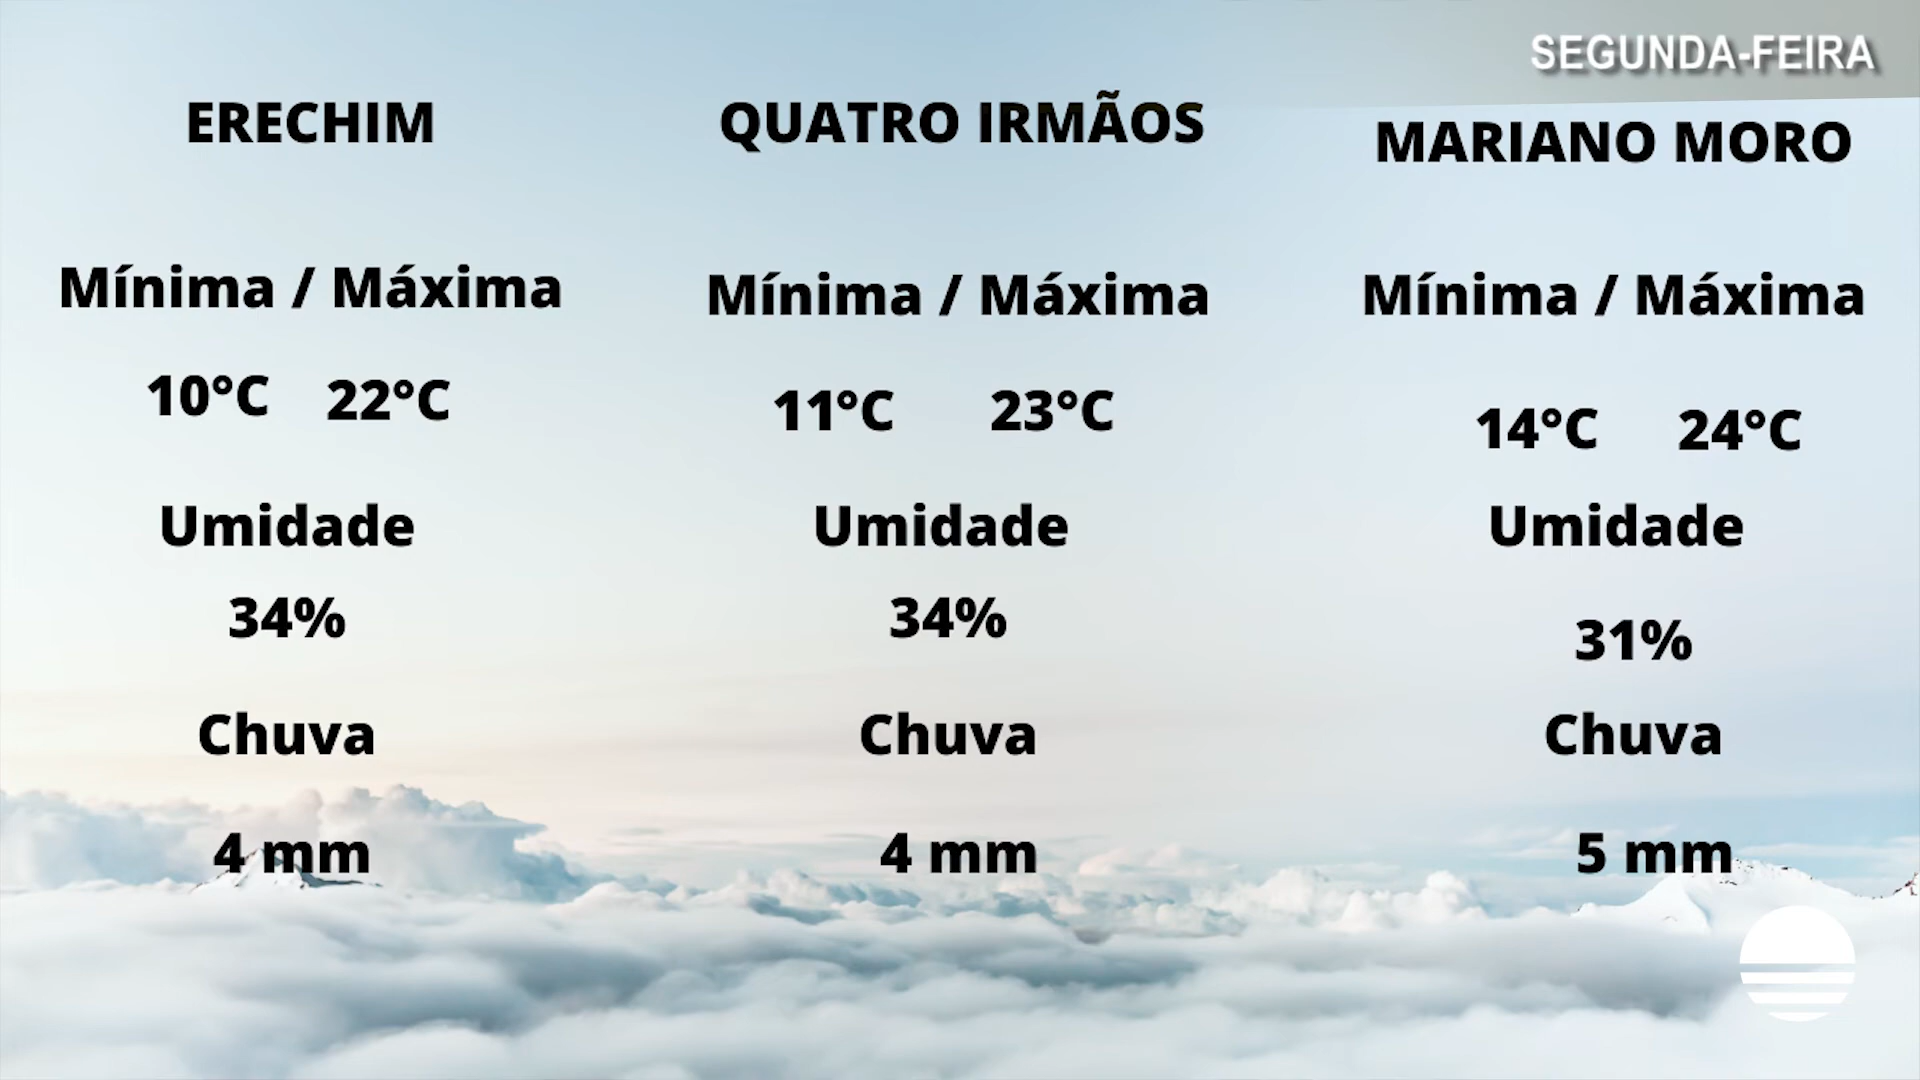 SEGUNDA-FEIRA
ERECHIM
Mínima / Máxima
10°C 22°C
Umidade
34%
Chuva
4 mm
QUATRO IRMÃOS
Mínima / Máxima
11°C 23°C
Umidade
34%
Chuva
4 mm
MARIANO MORO
Mínima / Máxima
14°C 24°C
Umidade
31%
Chuva
5 mm